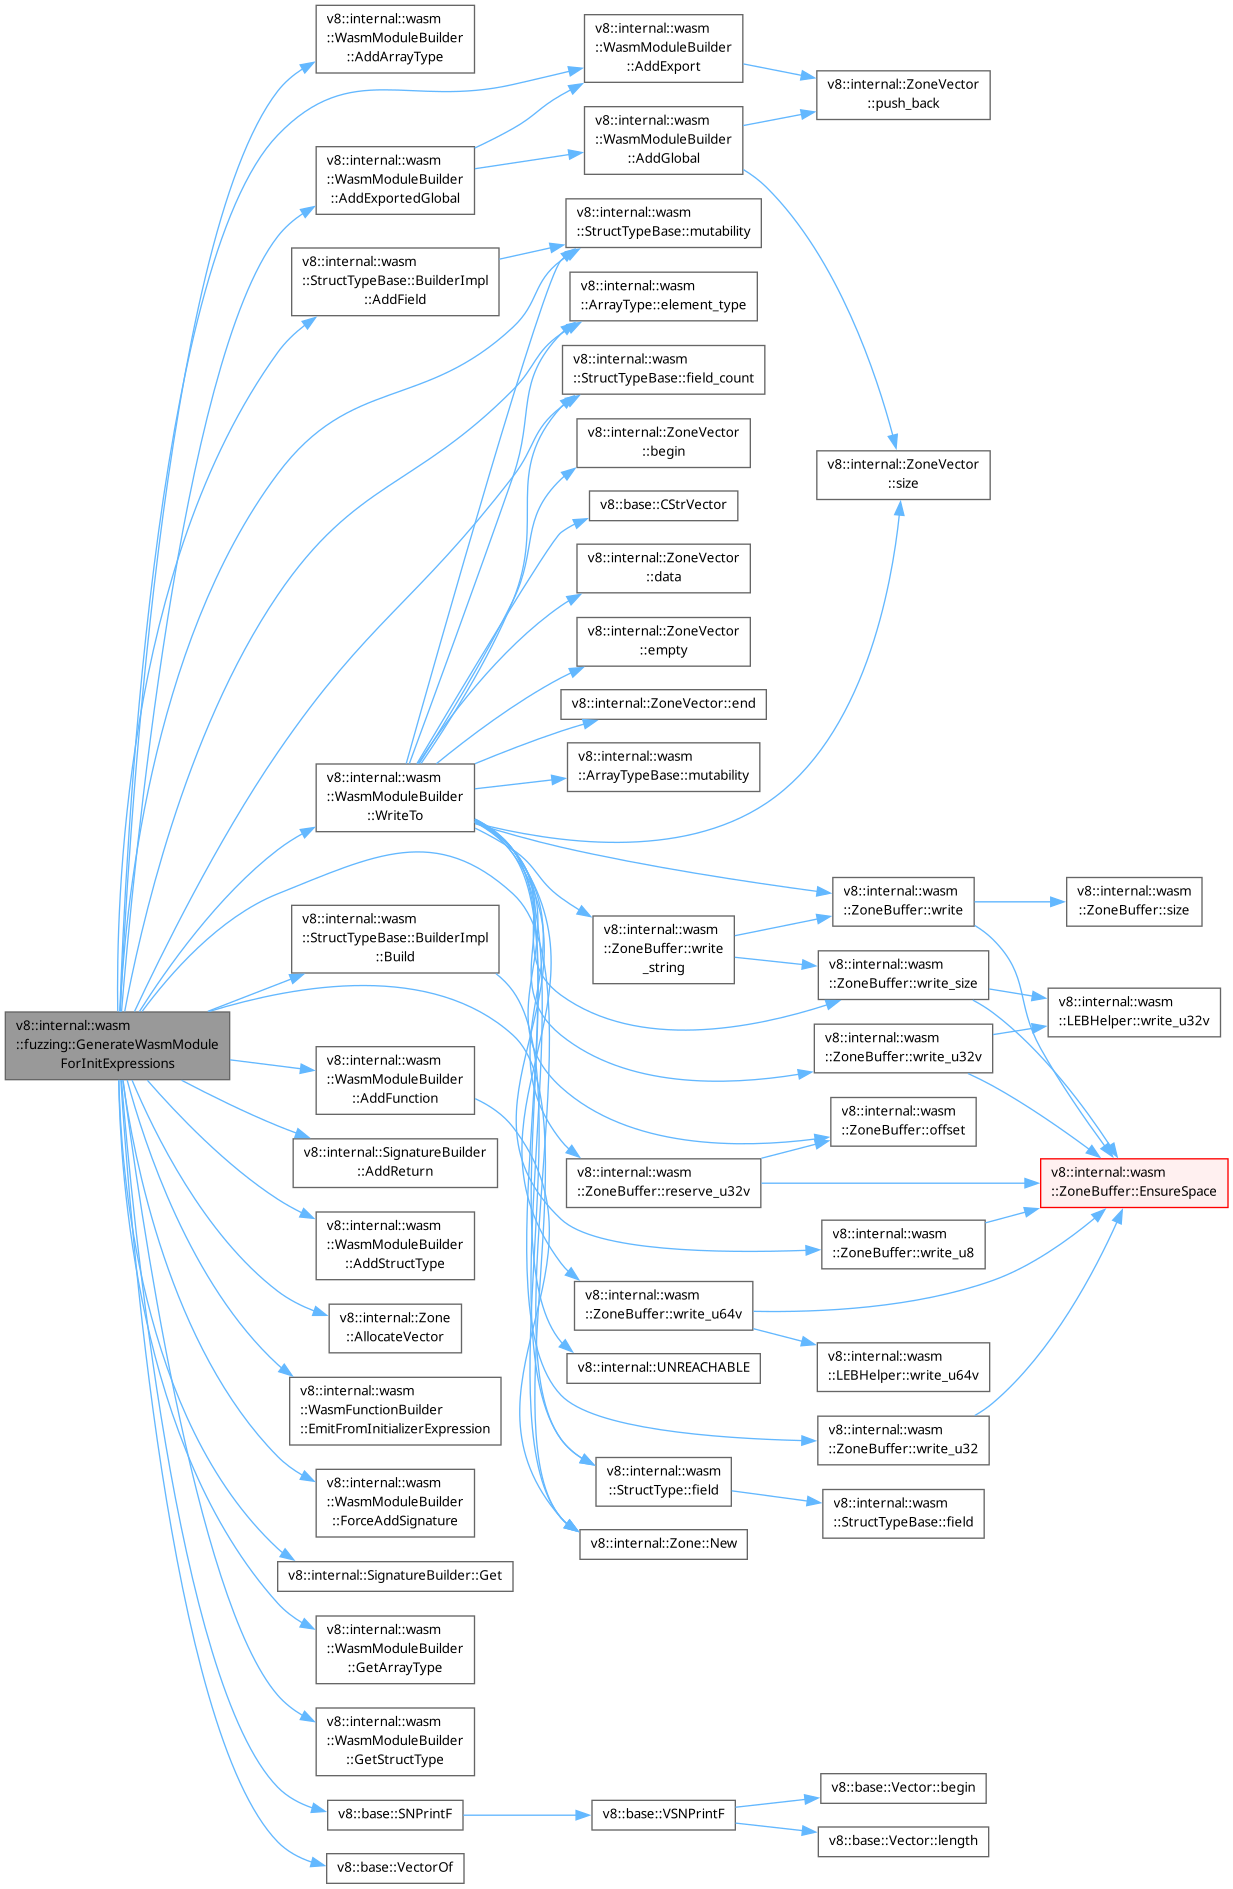 v8::internal::wasm
::fuzzing::GenerateWasmModule
ForInitExpressions
v8::internal::wasm
::WasmModuleBuilder
::AddArrayType
v8::internal::wasm
::WasmModuleBuilder
::AddExportedGlobal
v8::internal::wasm
::StructTypeBase::BuilderImpl
::AddField
v8::internal::wasm
::WasmModuleBuilder
::WriteTo
v8::internal::wasm
::StructTypeBase::BuilderImpl
::Build
v8::internal::wasm
::WasmModuleBuilder
::AddFunction
v8::internal::SignatureBuilder
::AddReturn
v8::internal::wasm
::WasmModuleBuilder
::AddStructType
v8::internal::Zone
::AllocateVector
v8::internal::wasm
::WasmFunctionBuilder
::EmitFromInitializerExpression
v8::internal::wasm
::WasmModuleBuilder
::ForceAddSignature
v8::internal::SignatureBuilder::Get
v8::internal::wasm
::WasmModuleBuilder
::GetArrayType
v8::internal::wasm
::WasmModuleBuilder
::GetStructType
v8::base::SNPrintF
v8::base::VectorOf
v8::internal::wasm
::WasmModuleBuilder
::AddExport
v8::internal::wasm
::WasmModuleBuilder
::AddGlobal
v8::internal::wasm
::StructTypeBase::mutability
v8::internal::wasm
::ArrayType::element_type
v8::internal::wasm
::StructTypeBase::field_count
v8::internal::ZoneVector
::begin
v8::base::CStrVector
v8::internal::ZoneVector
::data
v8::internal::ZoneVector
::empty
v8::internal::ZoneVector::end
v8::internal::wasm
::ArrayTypeBase::mutability
v8::internal::wasm
::ZoneBuffer::write
_string
v8::internal::wasm
::ZoneBuffer::reserve_u32v
v8::internal::wasm
::ZoneBuffer::write_u64v
v8::internal::UNREACHABLE
v8::internal::wasm
::StructType::field
v8::internal::Zone::New
v8::base::VSNPrintF
v8::internal::ZoneVector
::push_back
v8::internal::ZoneVector
::size
v8::internal::wasm
::ZoneBuffer::write
v8::internal::wasm
::ZoneBuffer::write_size
v8::internal::wasm
::ZoneBuffer::write_u32v
v8::internal::wasm
::ZoneBuffer::offset
v8::internal::wasm
::ZoneBuffer::write_u8
v8::internal::wasm
::LEBHelper::write_u64v
v8::internal::wasm
::ZoneBuffer::write_u32
v8::internal::wasm
::StructTypeBase::field
v8::base::Vector::begin
v8::base::Vector::length
v8::internal::wasm
::ZoneBuffer::size
v8::internal::wasm
::LEBHelper::write_u32v
v8::internal::wasm
::ZoneBuffer::EnsureSpace